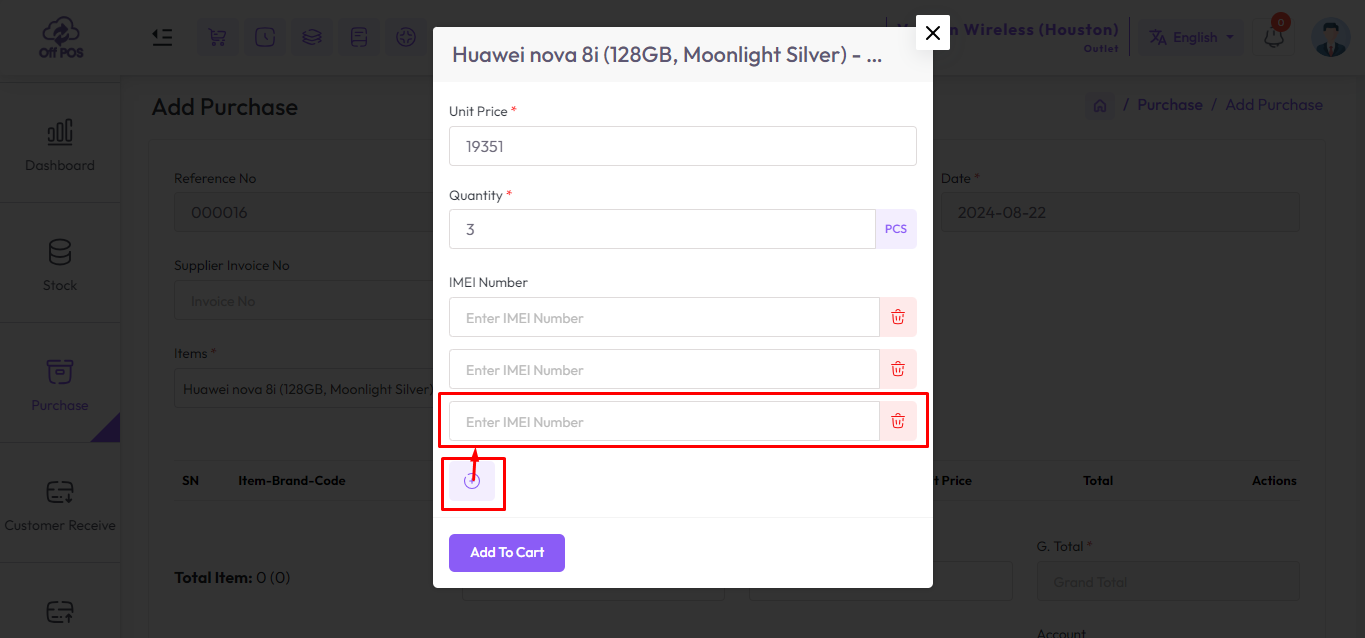 Off POS
Wireless (Houston)
Outlet
English
0
Huawei nova 8i (128GB, Moonlight Silver) - ...
Add Purchase
/ Purchase / Add Purchase
Dashboard
Stock
Purchase
Customer Receive
Reference No
000016
Date *
2024-08-22
Supplier Invoice No
Invoice No
Items *
Huawei nova 8i (128GB, Moonlight Silver)
Unit Price *
19351
Quantity *
3
PCS
IMEI Number
Enter IMEI Number
Enter IMEI Number
Enter IMEI Number
Add To Cart
SN
Item-Brand-Code
Price
Total
Actions
Total Item: 0 (0)
G. Total *
Grand Total
Account